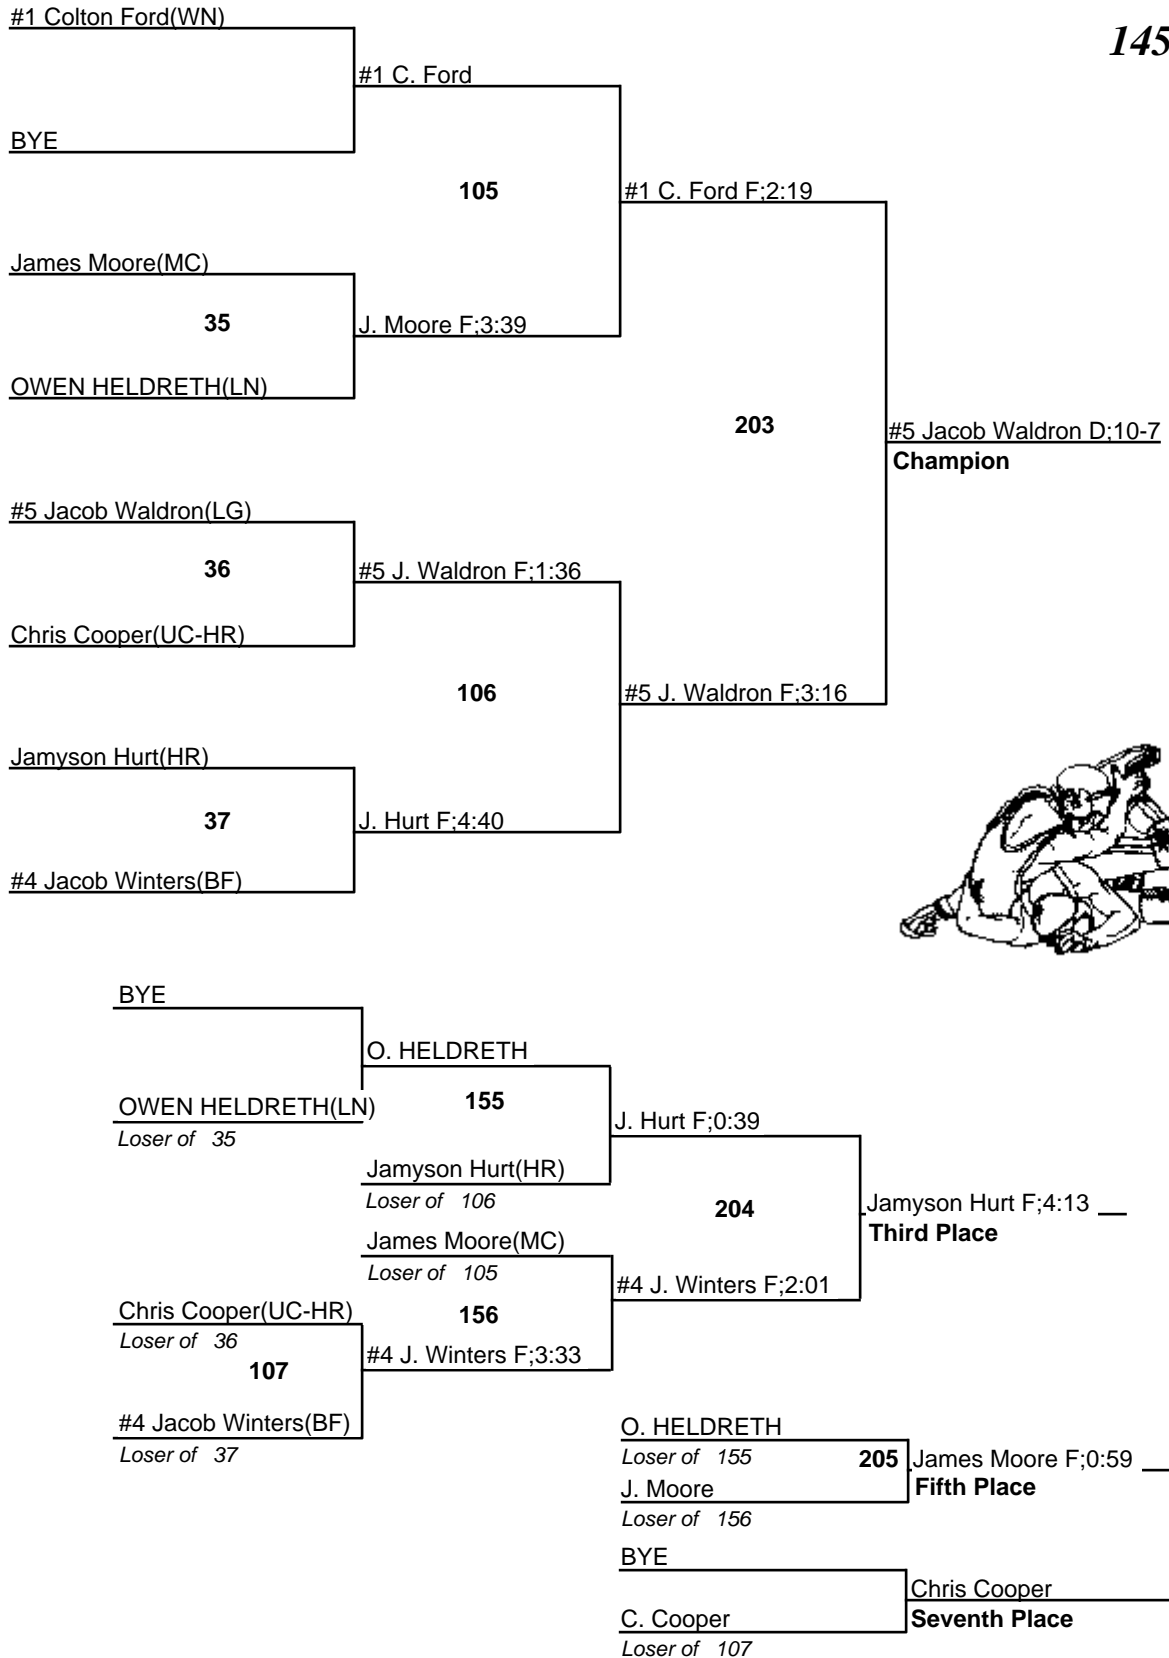 #1 Colton Ford(WN)
145
#1 C. Ford
BYE
105
#1 C. Ford F;2:19
James Moore(MC)
35
J. Moore F;3:39
OWEN HELDRETH(LN)
203
#5 Jacob Waldron D;10-7
Champion
#5 Jacob Waldron(LG)
36
#5 J. Waldron F;1:36
Chris Cooper(UC-HR)
106
#5 J. Waldron F;3:16
Jamyson Hurt(HR)
37
J. Hurt F;4:40
#4 Jacob Winters(BF)
BYE
O. HELDRETH
OWEN HELDRETH(LN)
155
Loser of 35
J. Hurt F;0:39
Jamyson Hurt(HR)
Loser of 106
204
Jamyson Hurt F;4:13
Third Place
James Moore(MC)
Loser of 105
#4 J. Winters F;2:01
Chris Cooper(UC-HR)
156
Loser of 36
107
#4 J. Winters F;3:33
#4 Jacob Winters(BF)
Loser of 37
O. HELDRETH
Loser of 155
205
James Moore F;0:59
Fifth Place
J. Moore
Loser of 156
BYE
Chris Cooper
Seventh Place
C. Cooper
Loser of 107